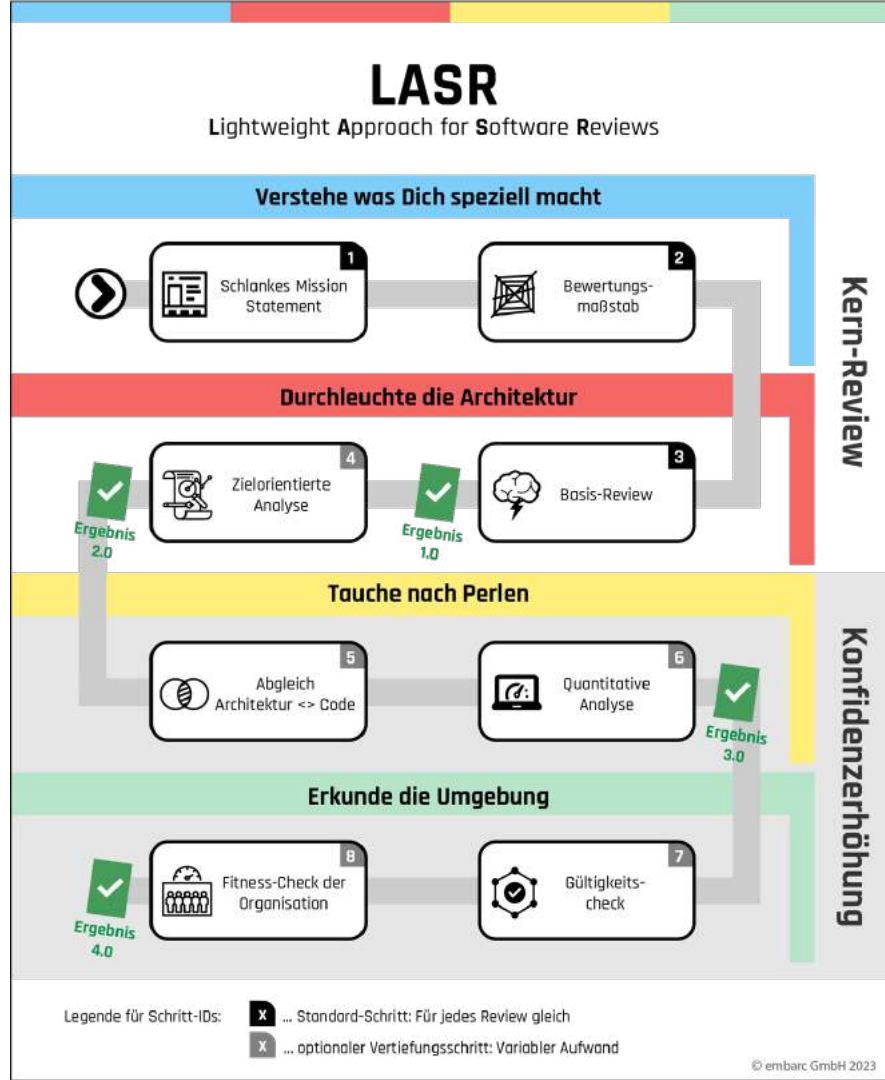 LASR
Lightweight Approach for Software Reviews
Verstehe was Dich speziell macht
1
Schlankes Mission
Statement
2
Bewertungs-
maßstab
Kern-Review
Durchleuchte die Architektur
4
Zielorientierte
Analyse
3
Basis-Review
Ergebnis
2.0
Ergebnis
1.0
Tauche nach Perlen
5
Abgleich
Architektur <> Code
6
Quantitative
Analyse
Ergebnis
3.0
Konfidenzerhöhung
Erkunde die Umgebung
8
Fitness-Check der
Organisation
7
Gültigkeits-
check
Ergebnis
4.0
Legende für Schritt-IDs:
X ... Standard-Schritt: Für jedes Review gleich
X ... optionaler Vertiefungsschritt: Variabler Aufwand
© embarc GmbH 2023